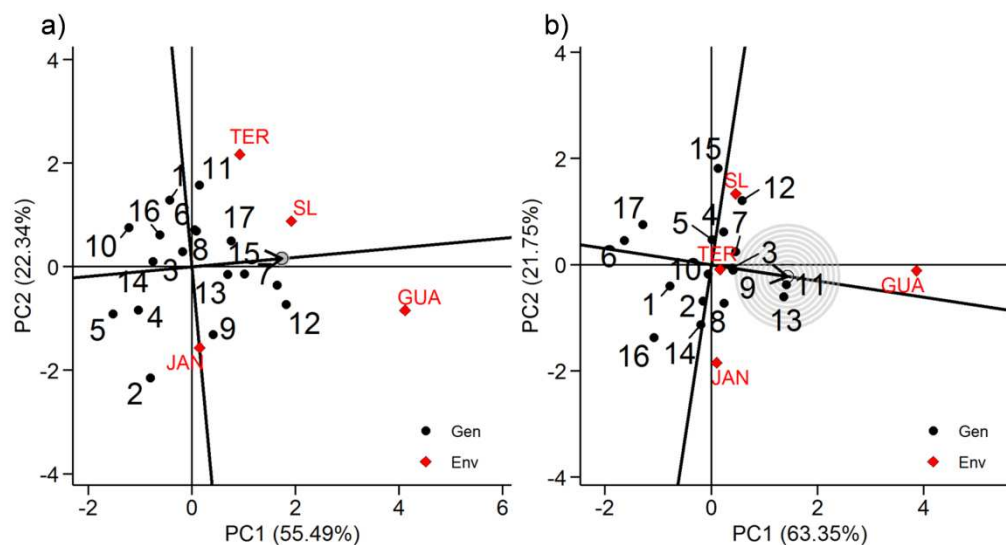 a)
PC2 (22.34%)
4
2
0
-2
-4
TER
11
1
16
6
SL
10
17
8
15
3
14
13
7
GUA
5
4
9
12
JAN
2
Gen
Env
-2
0
2
4
6
PC1 (55.49%)
b)
PC2 (21.75%)
4
2
0
-2
-4
15
SL
12
17
5
4
7
6
TER
3
10
GUA
1
2
9
11
8
13
16
14
JAN
Gen
Env
-2
0
2
4
PC1 (63.35%)